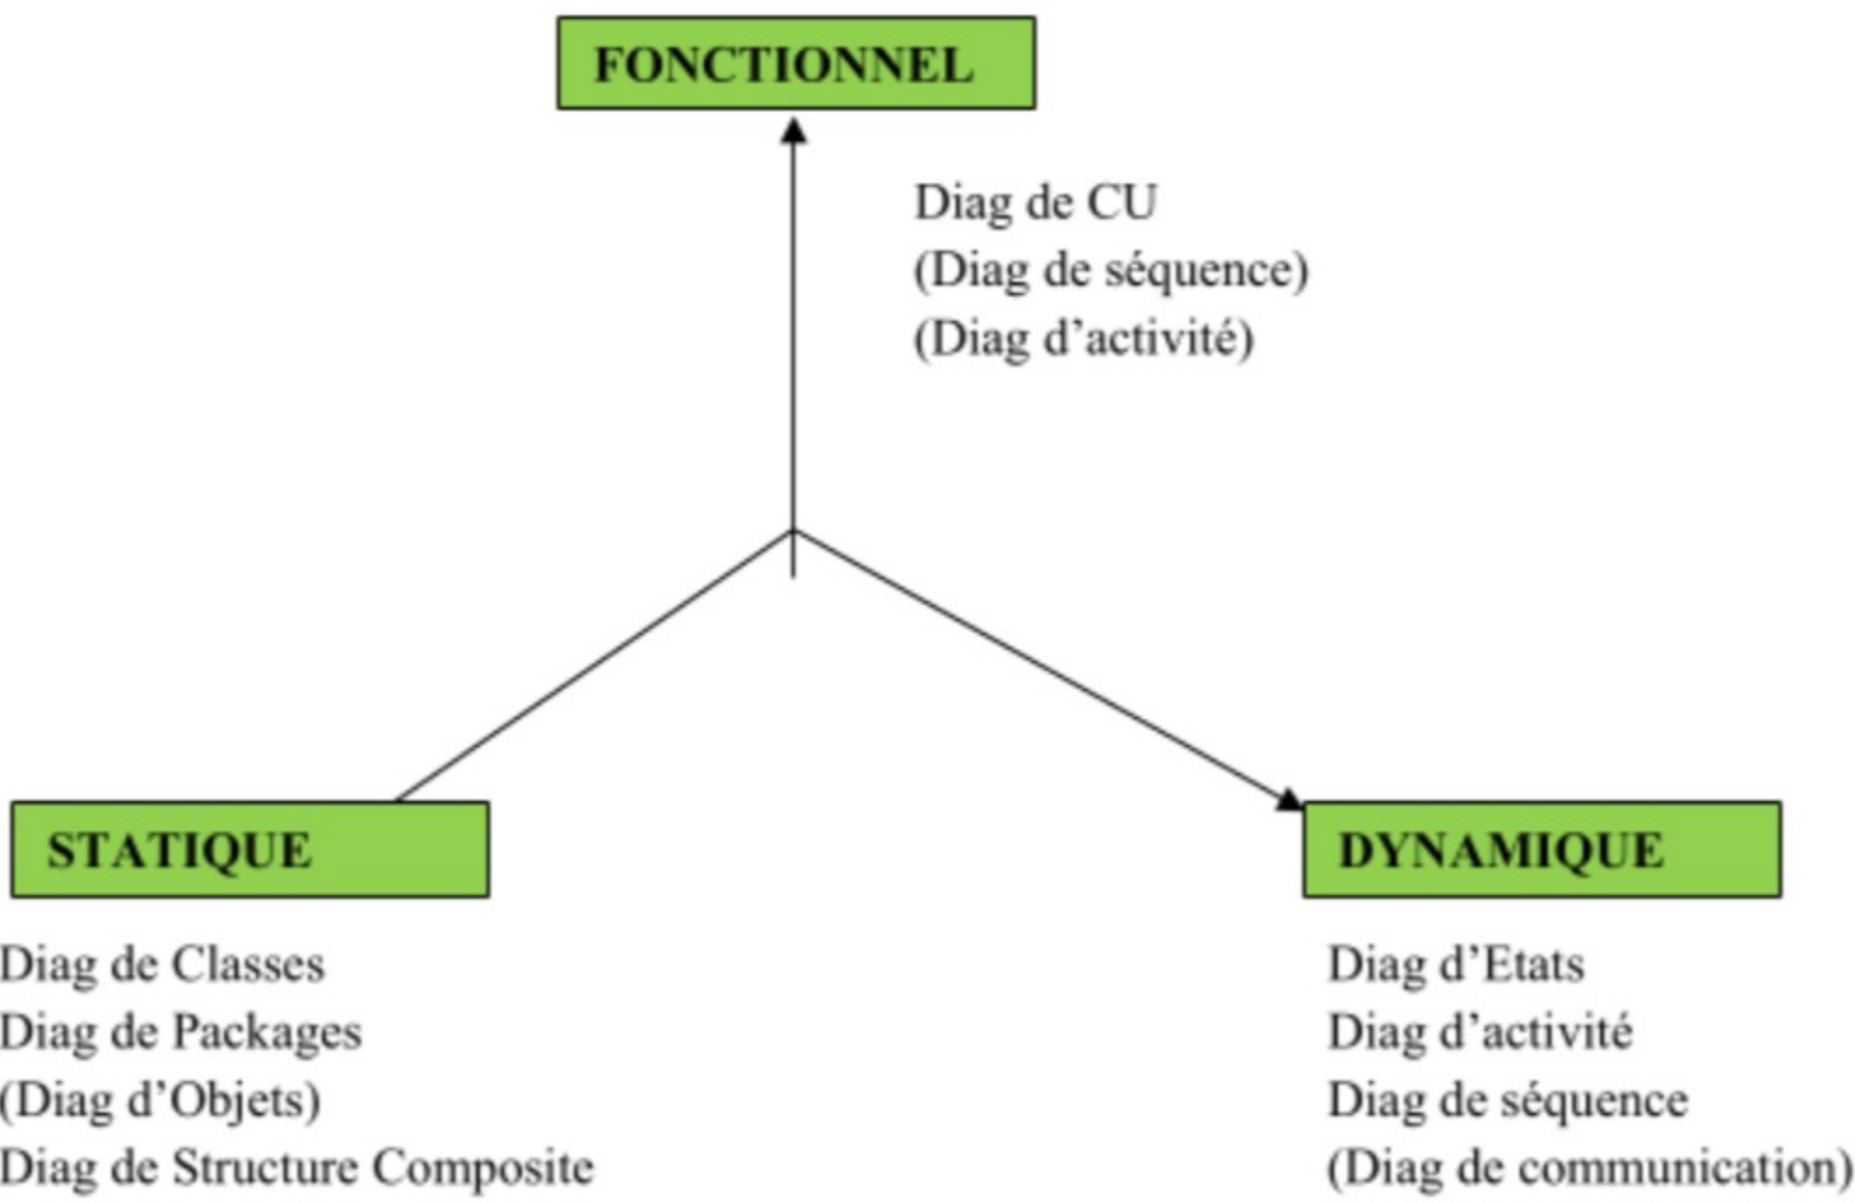 FONCTIONNEL
Diag de CU
(Diag de séquence)
(Diag d’activité)
STATIQUE
Diag de Classes
Diag de Packages
(Diag d’Objets)
Diag de Structure Composite
DYNAMIQUE
Diag d’Etats
Diag d’activité
Diag de séquence
(Diag de communication)